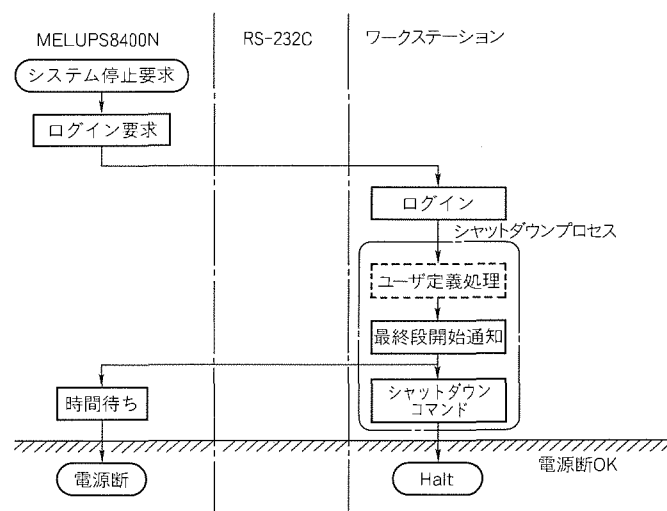 MELUPS8400N
RS-232C
ワークステーション
システム停止要求
ログイン要求
ログイン
シャットダウンプロセス
ユーザ定義処理
最終段開始通知
時間待ち
シャットダウン
コマンド
電源断OK
電源断
Halt